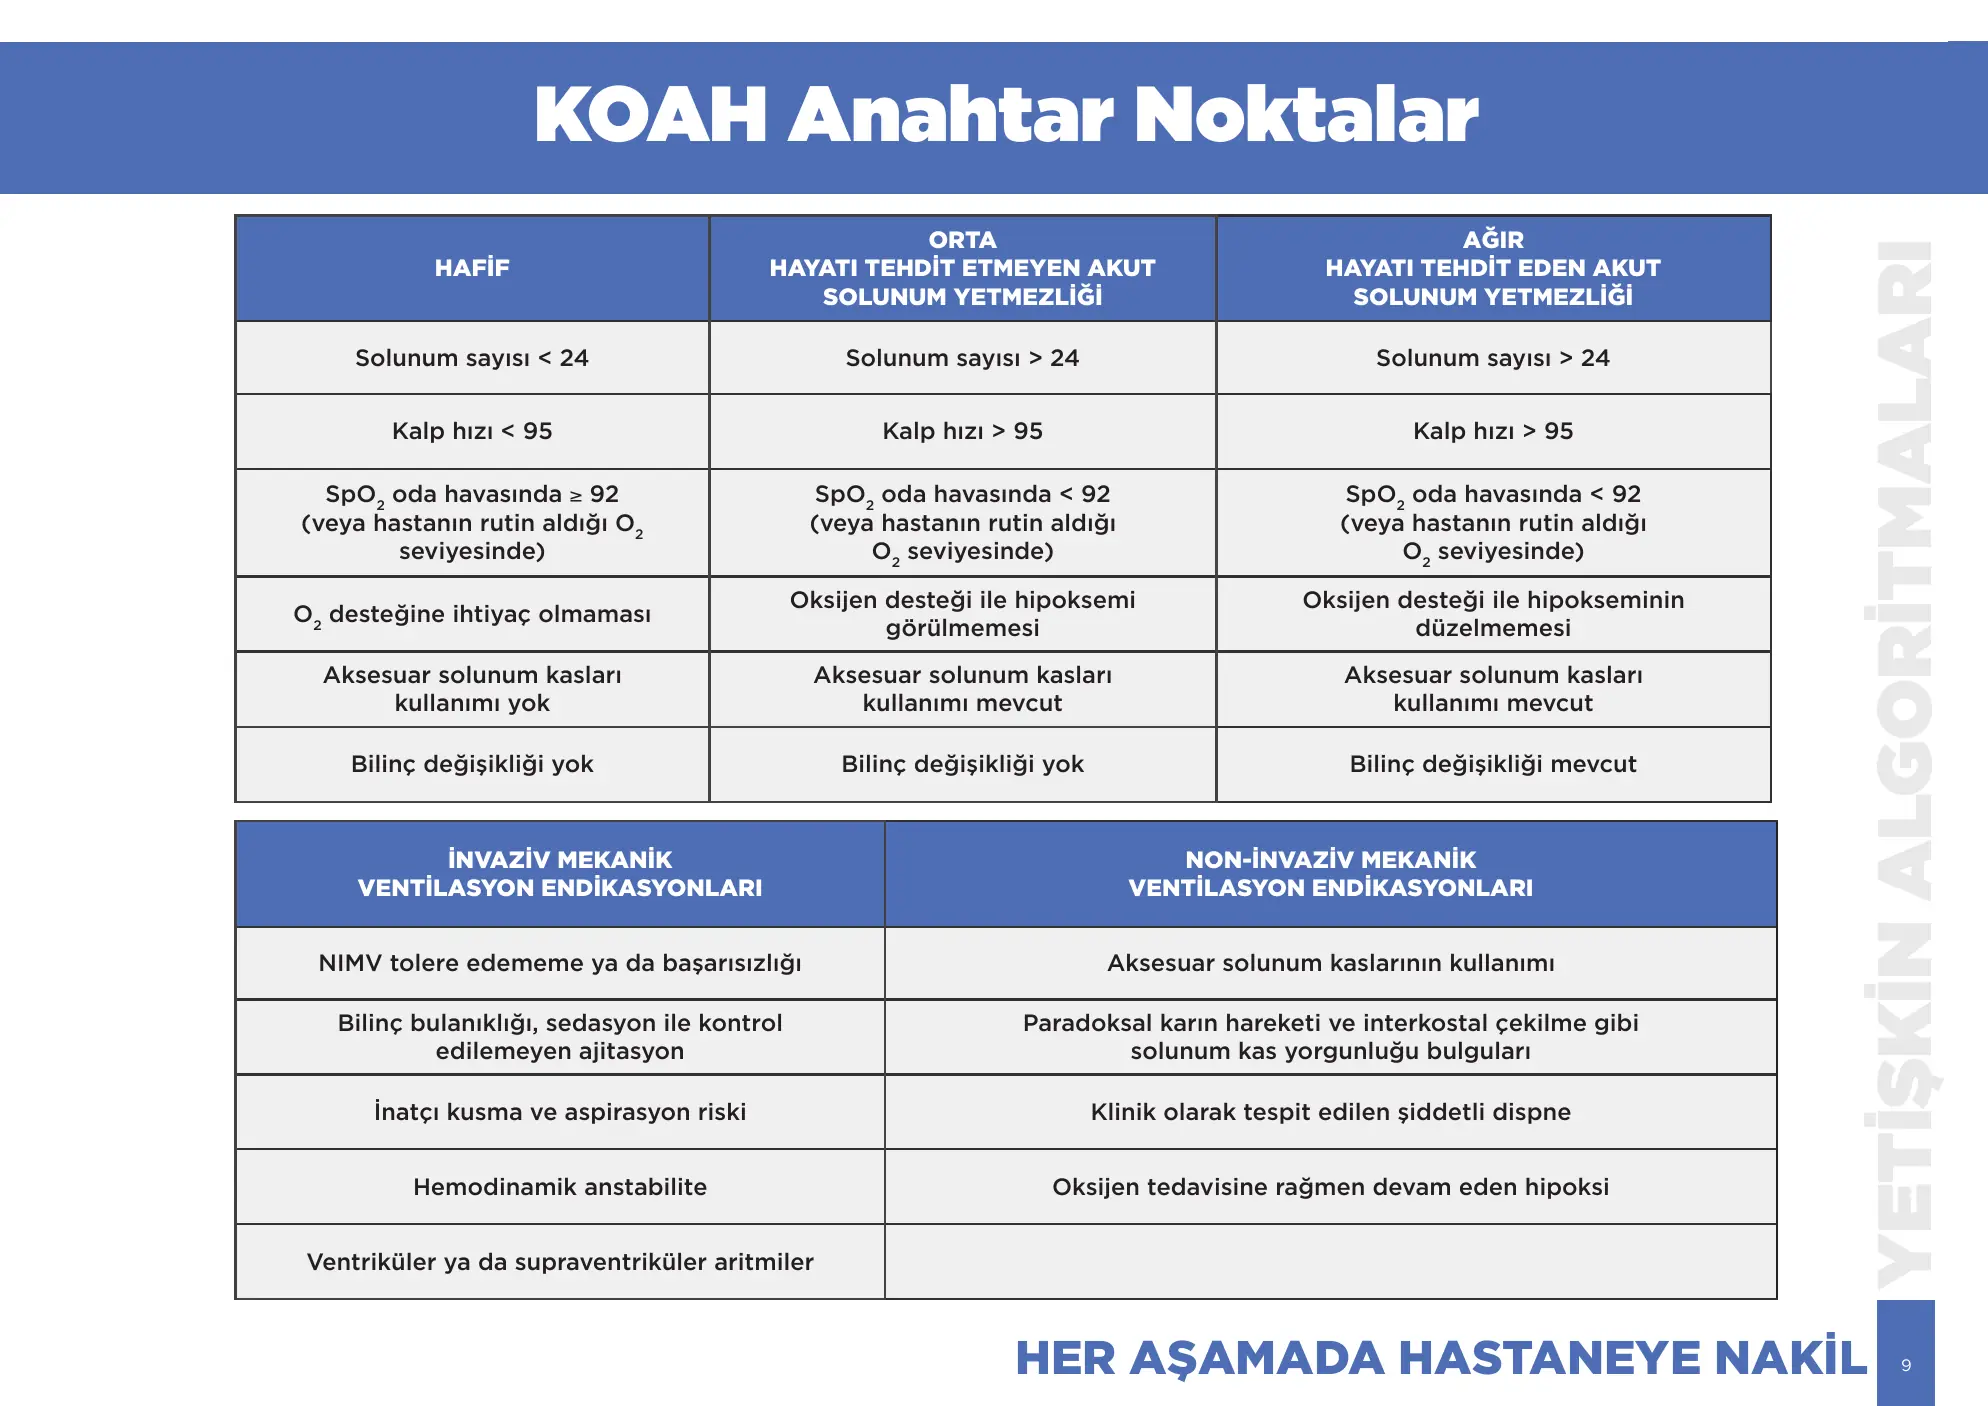 KOAH Anahtar Noktalar
HAFİF
ORTA
HAYATI TEHDİT ETMEYEN AKUT
SOLUNUM YETMEZLİĞİ
AĞIR
HAYATI TEHDİT EDEN AKUT
SOLUNUM YETMEZLİĞİ
Solunum sayısı < 24
Solunum sayısı > 24
Solunum sayısı > 24
Kalp hızı < 95
Kalp hızı > 95
Kalp hızı > 95
SpO₂ oda havasında ≥ 92
(veya hastanın rutin aldığı O₂
seviyesinde)
SpO₂ oda havasında < 92
(veya hastanın rutin aldığı
O₂ seviyesinde)
SpO₂ oda havasında < 92
(veya hastanın rutin aldığı
O₂ seviyesinde)
O₂ desteğine ihtiyaç olmaması
Oksijen desteği ile hipoksemi
görülmemesi
Oksijen desteği ile hipokseminin
düzelmemesi
Aksesuar solunum kasları
kullanımı yok
Aksesuar solunum kasları
kullanımı mevcut
Aksesuar solunum kasları
kullanımı mevcut
Bilinç değişikliği yok
Bilinç değişikliği yok
Bilinç değişikliği mevcut
İNVAZİV MEKANİK
VENTİLASYON ENDİKASYONLARI
NON-İNVAZİV MEKANİK
VENTİLASYON ENDİKASYONLARI
NIMV tolere edememe ya da başarısızlığı
Aksesuar solunum kaslarının kullanımı
Bilinç bulanıklığı, sedasyon ile kontrol
edilemeyen ajitasyon
Paradoksal karın hareketi ve interkostal çekilme gibi
solunum kas yorgunluğu bulguları
İnatçı kusma ve aspirasyon riski
Klinik olarak tespit edilen şiddetli dispne
Hemodinamik anstabilite
Oksijen tedavisine rağmen devam eden hipoksi
Ventriküler ya da supraventriküler aritmiler
HER AŞAMADA HASTANEYE NAKİL
9
YETİŞKİN ALGORİTMALARI